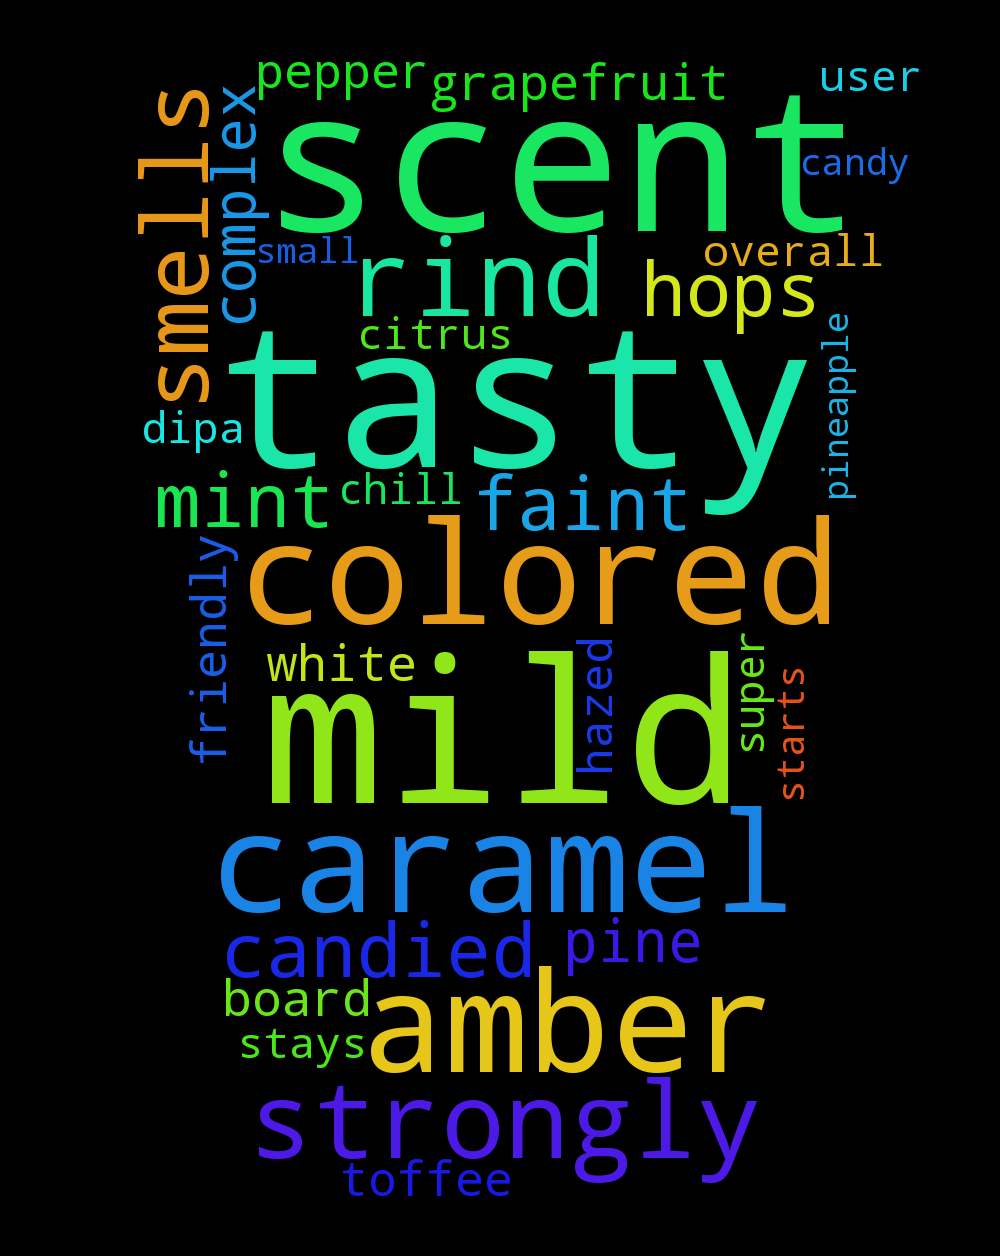 pepper
grapefruit
user
scent
smells
complex
candy
small
rind
overall
hops
citrus
tasty
pineapple
dipa
mint
chill
faint
colored
friendly
white
mild
hazed
super
starts
caramel
candied
pine
board
amber
stays
strongly
toffee